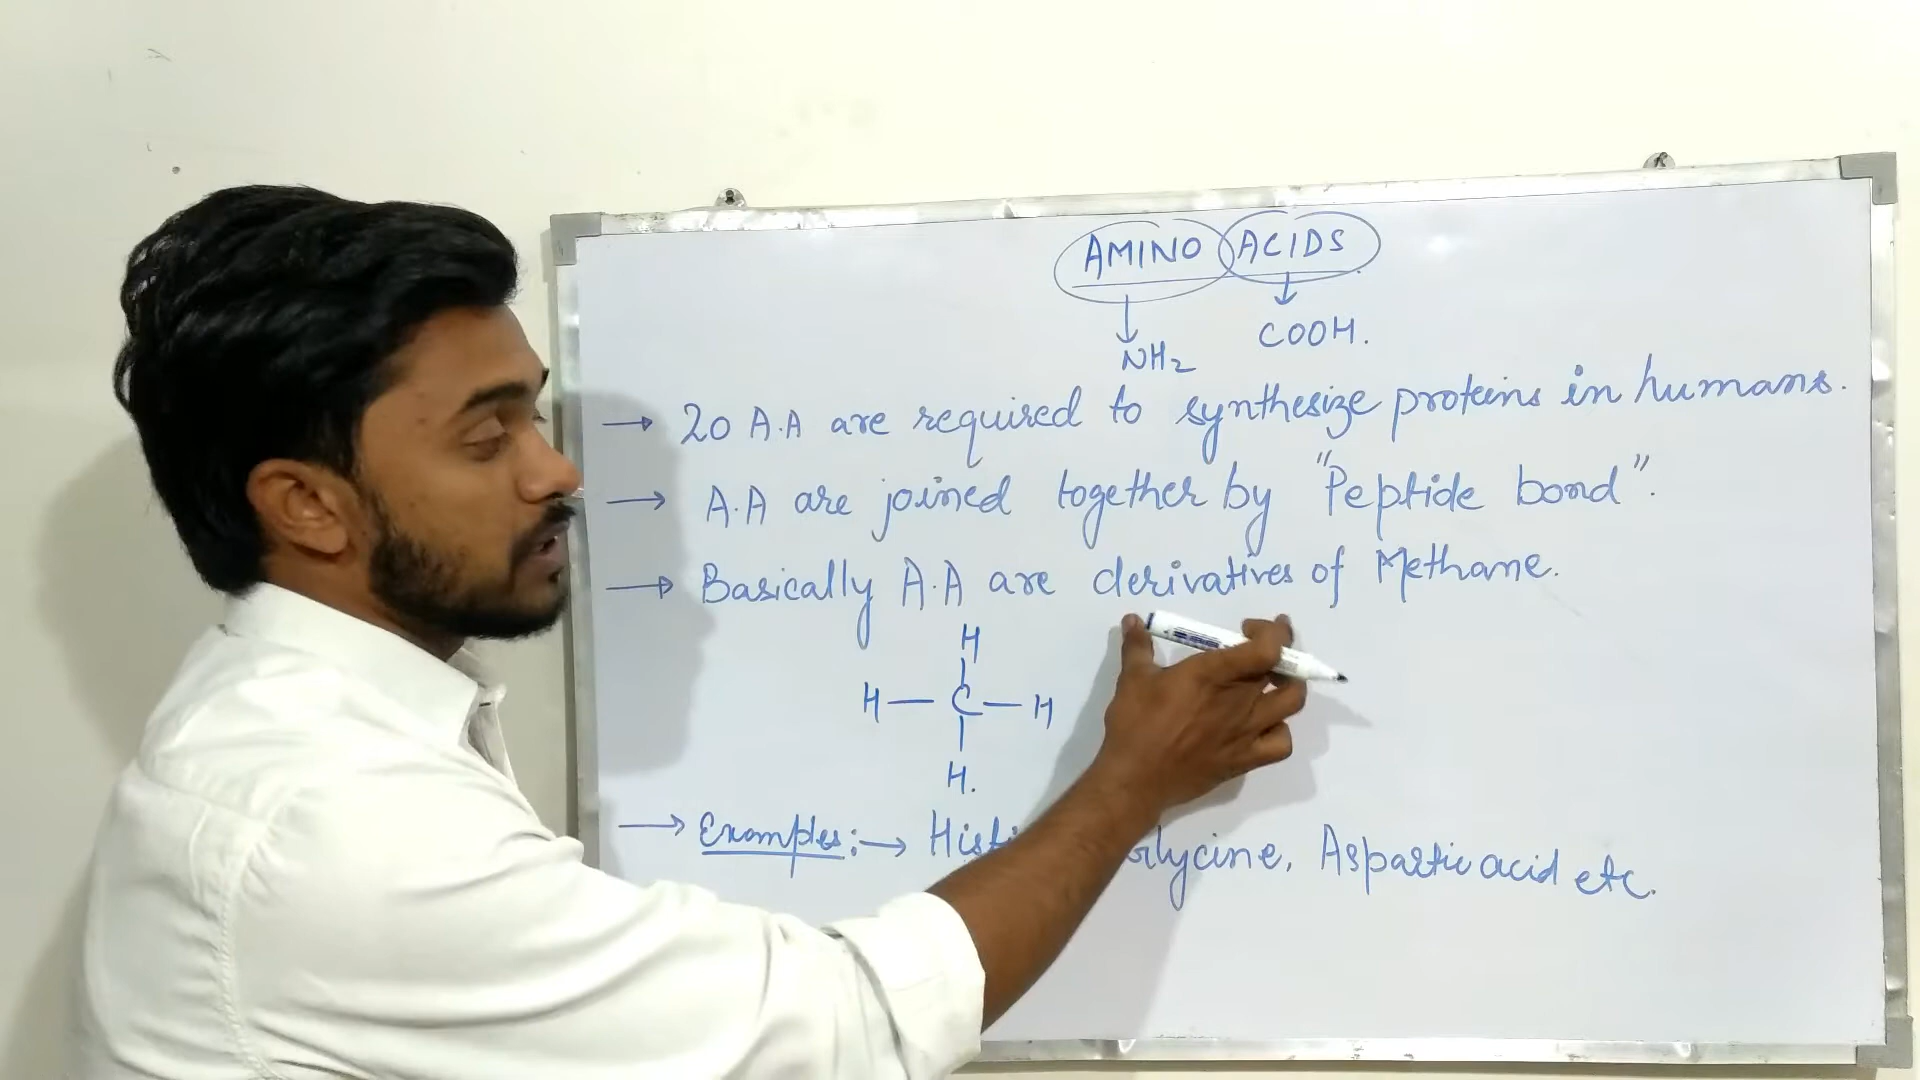 AMINO ACIDS
NH2 COOH.
→ 20 A.A are required to synthesize proteins in humans.
→ A.A are joined together by "Peptide bond".
→ Basically A.A are derivatives of Methane.
H
H — C — H
H.
→ Examples:→ Glycine, Aspartic acid etc.